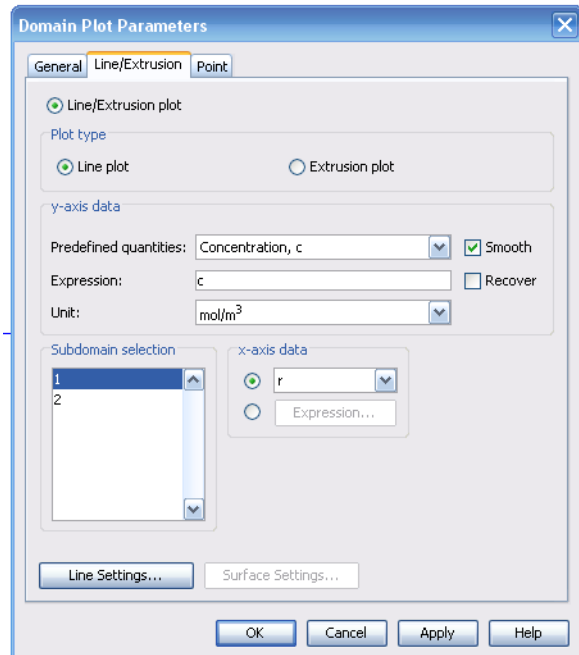 Domain Plot Parameters
General Line/Extrusion Point
Line/Extrusion plot
Plot type
Line plot Extrusion plot
y-axis data
Predefined quantities: Concentration, c Smooth
Expression: c Recover
Unit: mol/m³
Subdomain selection x-axis data
1 r
2 Expression...
Line Settings... Surface Settings...
OK Cancel Apply Help